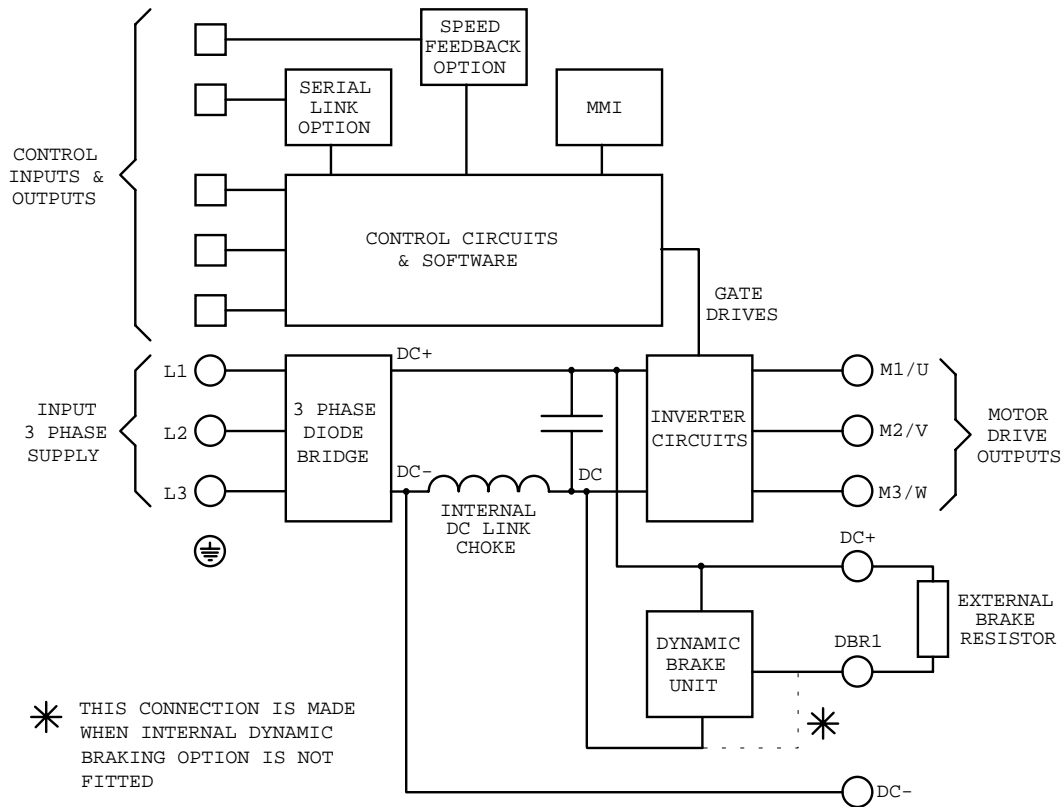 SPEED
FEEDBACK
OPTION
SERIAL
LINK
OPTION
MMI
CONTROL
INPUTS &
OUTPUTS
CONTROL CIRCUITS
& SOFTWARE
GATE
DRIVES
DC+
L1
M1/U
INPUT
3 PHASE
SUPPLY
L2
3 PHASE
DIODE
BRIDGE
INVERTER
CIRCUITS
M2/V
MOTOR
DRIVE
OUTPUTS
DC-
DC
L3
M3/W
INTERNAL
DC LINK
CHOKE
DC+
EXTERNAL
BRAKE
RESISTOR
DYNAMIC
BRAKE
UNIT
DBR1
THIS CONNECTION IS MADE
WHEN INTERNAL DYNAMIC
BRAKING OPTION IS NOT
FITTED
DC-